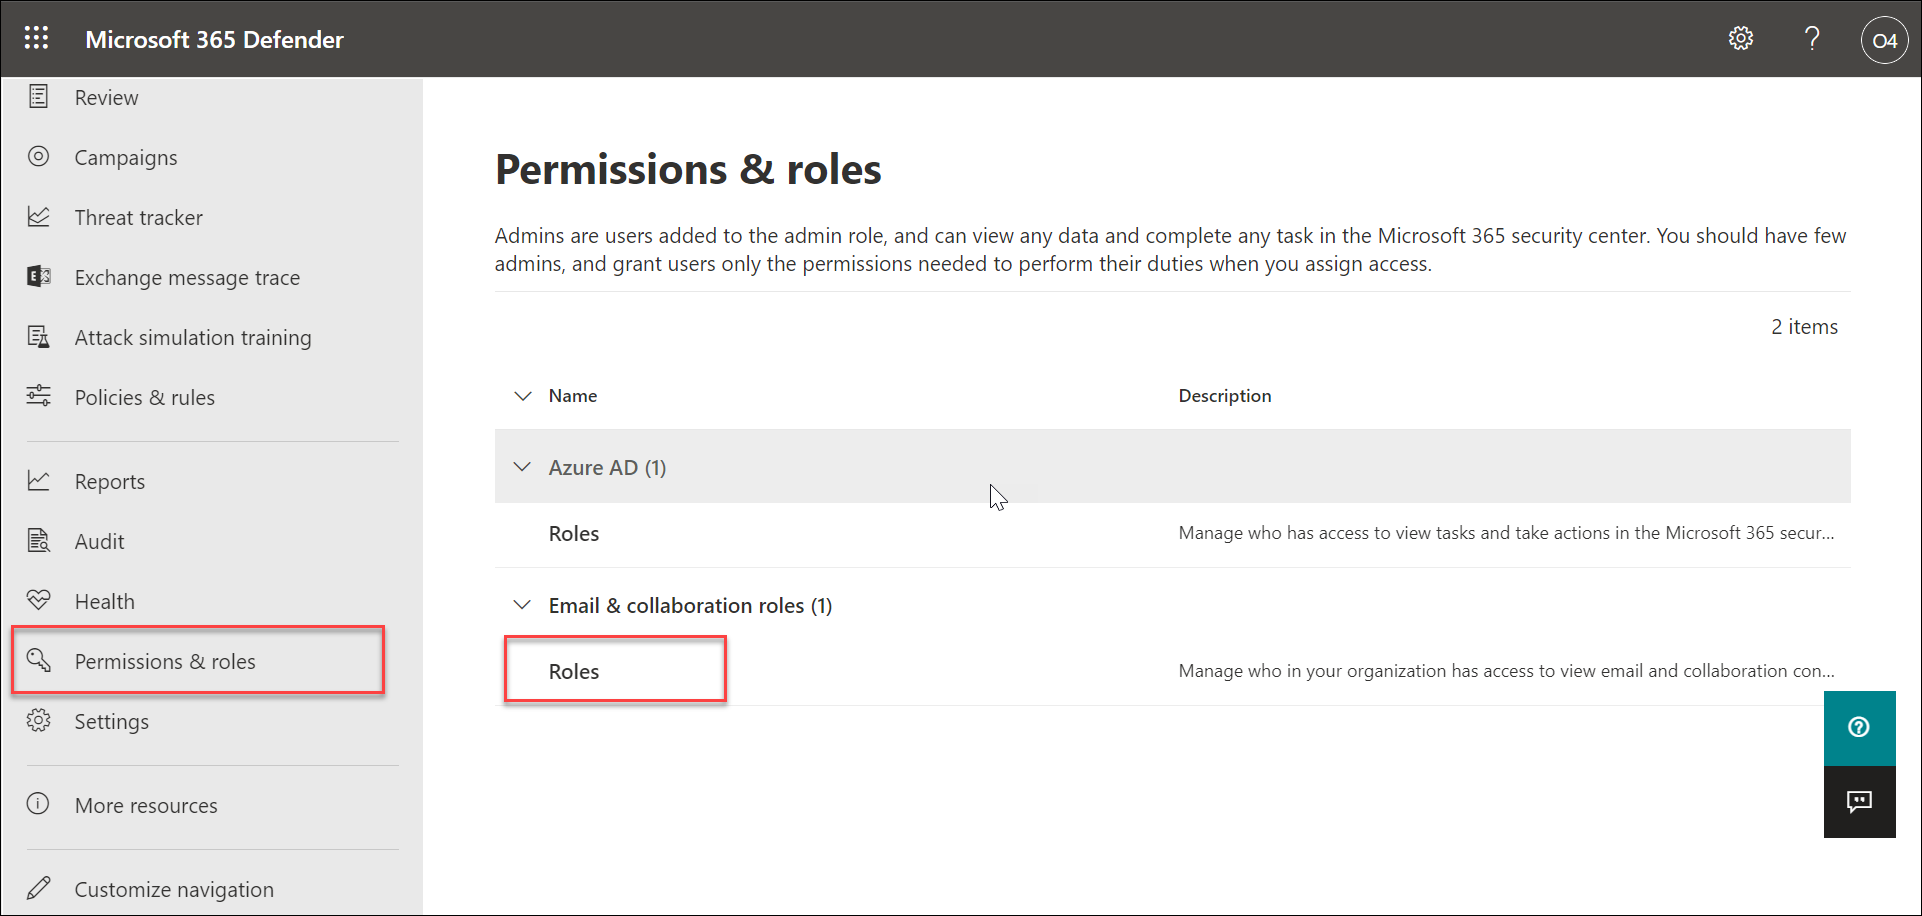 Microsoft 365 Defender
O4
Review
Campaigns
Threat tracker
Exchange message trace
Attack simulation training
Policies & rules
Reports
Audit
Health
Permissions & roles
Settings
More resources
Customize navigation
Permissions & roles
Admins are users added to the admin role, and can view any data and complete any task in the Microsoft 365 security center. You should have few
admins, and grant users only the permissions needed to perform their duties when you assign access.
2 items
Name Description
Azure AD (1)
Roles Manage who has access to view tasks and take actions in the Microsoft 365 secur...
Email & collaboration roles (1)
Roles Manage who in your organization has access to view email and collaboration con...